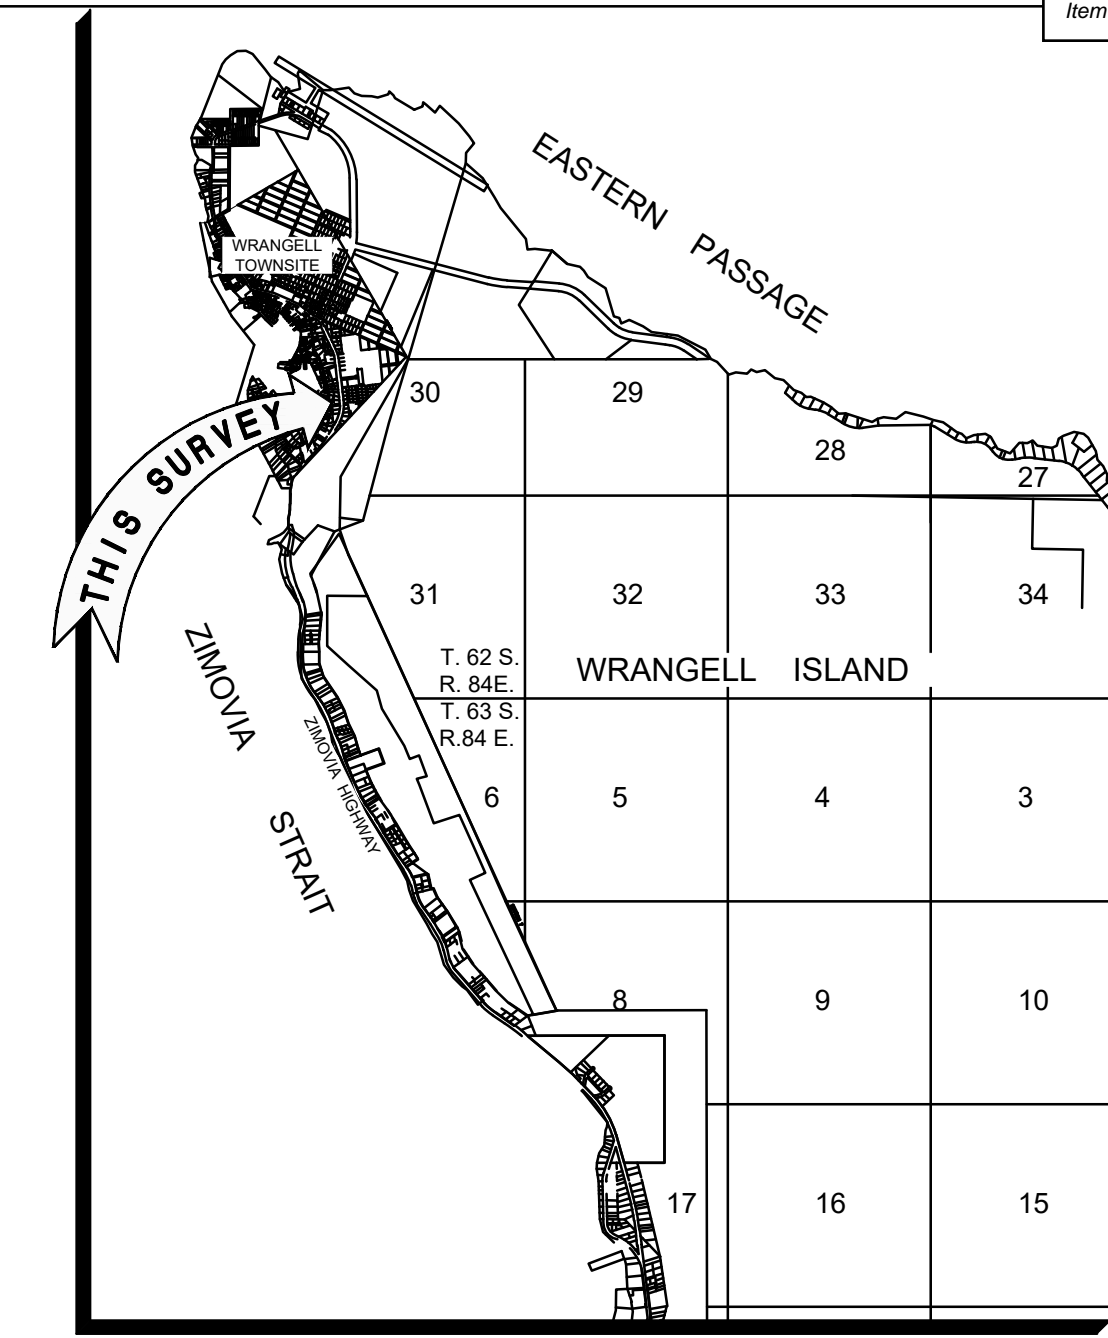 Item
EASTERN PASSAGE
WRANGELL
TOWNSITE
30
29
28
27
THIS SURVEY
31
32
33
34
T. 62 S.
R. 84E.
WRANGELL ISLAND
T. 63 S.
R.84 E.
ZIMOVIA STRAIT
ZIMOVIA HIGHWAY
6
5
4
3
8
9
10
17
16
15